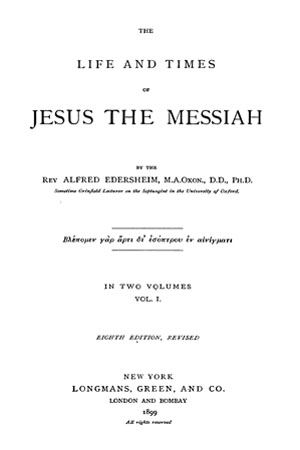 THE
LIFE AND TIMES
OF
JESUS THE MESSIAH
BY THE
REV ALFRED EDERSHEIM, M.A.OXON., D.D., PH.D.
Sometime Grinfield Lecturer on the Septuagint in the University of Oxford.
Βλέπομεν γὰρ ἄρτι δι᾽ ἐσόπτρου ἐν αἰνίγματι
IN TWO VOLUMES
VOL. I.
EIGHTH EDITION, REVISED
NEW YORK
LONGMANS, GREEN, AND CO.
LONDON AND BOMBAY
1899
All rights reserved